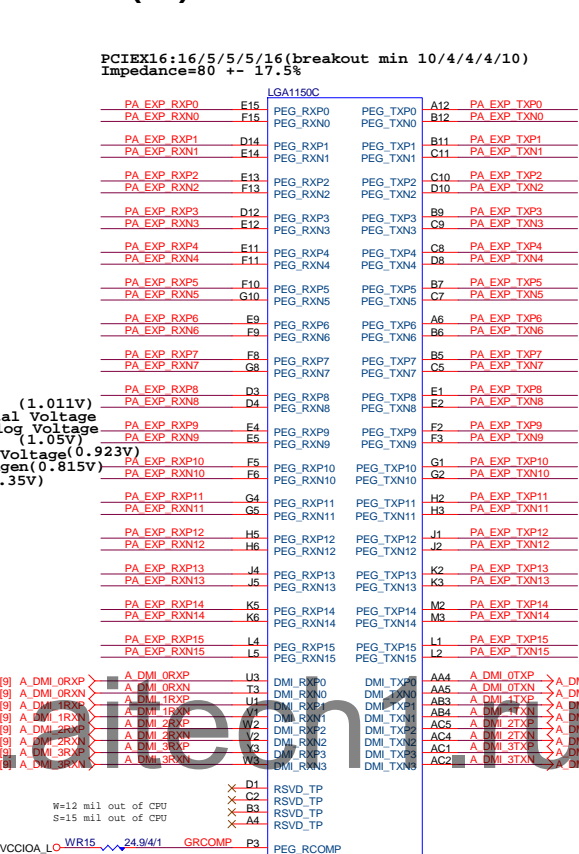 PCIEX16:16/5/5/5/16(breakout min 10/4/4/4/10)
Impedance=80 +- 17.5%
LGA1150C
PA_EXP_RXP0 E15 PEG_RXP0 PEG_TXP0 A12 PA_EXP_TXP0
PA_EXP_RXN0 F15 PEG_RXN0 PEG_TXN0 B12 PA_EXP_TXN0
PA_EXP_RXP1 D14 PEG_RXP1 PEG_TXP1 B11 PA_EXP_TXP1
PA_EXP_RXN1 E14 PEG_RXN1 PEG_TXN1 C11 PA_EXP_TXN1
PA_EXP_RXP2 E13 PEG_RXP2 PEG_TXP2 C10 PA_EXP_TXP2
PA_EXP_RXN2 F13 PEG_RXN2 PEG_TXN2 D10 PA_EXP_TXN2
PA_EXP_RXP3 D12 PEG_RXP3 PEG_TXP3 B9 PA_EXP_TXP3
PA_EXP_RXN3 E12 PEG_RXN3 PEG_TXN3 C9 PA_EXP_TXN3
PA_EXP_RXP4 E11 PEG_RXP4 PEG_TXP4 C8 PA_EXP_TXP4
PA_EXP_RXN4 F11 PEG_RXN4 PEG_TXN4 D8 PA_EXP_TXN4
PA_EXP_RXP5 F10 PEG_RXP5 PEG_TXP5 B7 PA_EXP_TXP5
PA_EXP_RXN5 G10 PEG_RXN5 PEG_TXN5 C7 PA_EXP_TXN5
PA_EXP_RXP6 E9 PEG_RXP6 PEG_TXP6 A6 PA_EXP_TXP6
PA_EXP_RXN6 F9 PEG_RXN6 PEG_TXN6 B6 PA_EXP_TXN6
PA_EXP_RXP7 F8 PEG_RXP7 PEG_TXP7 B5 PA_EXP_TXP7
PA_EXP_RXN7 G8 PEG_RXN7 PEG_TXN7 C5 PA_EXP_TXN7
PA_EXP_RXP8 D3 PEG_RXP8 PEG_TXP8 E1 PA_EXP_TXP8
(1.011V) PA_EXP_RXN8 D4 PEG_RXN8 PEG_TXN8 E2 PA_EXP_TXN8
al Voltage
log Voltage PA_EXP_RXP9 E4 PEG_RXP9 PEG_TXP9 F2 PA_EXP_TXP9
(1.05V) PA_EXP_RXN9 E5 PEG_RXN9 PEG_TXN9 F3 PA_EXP_TXN9
Voltage(0.923V)
gen(0.815V) PA_EXP_RXP10 F5 PEG_RXP10 PEG_TXP10 G1 PA_EXP_TXP10
.35V) PA_EXP_RXN10 F6 PEG_RXN10 PEG_TXN10 G2 PA_EXP_TXN10
PA_EXP_RXP11 G4 PEG_RXP11 PEG_TXP11 H2 PA_EXP_TXP11
PA_EXP_RXN11 G5 PEG_RXN11 PEG_TXN11 H3 PA_EXP_TXN11
PA_EXP_RXP12 H5 PEG_RXP12 PEG_TXP12 J1 PA_EXP_TXP12
PA_EXP_RXN12 H6 PEG_RXN12 PEG_TXN12 J2 PA_EXP_TXN12
PA_EXP_RXP13 J4 PEG_RXP13 PEG_TXP13 K2 PA_EXP_TXP13
PA_EXP_RXN13 J5 PEG_RXN13 PEG_TXN13 K3 PA_EXP_TXN13
PA_EXP_RXP14 K5 PEG_RXP14 PEG_TXP14 M2 PA_EXP_TXP14
PA_EXP_RXN14 K6 PEG_RXN14 PEG_TXN14 M3 PA_EXP_TXN14
PA_EXP_RXP15 L4 PEG_RXP15 PEG_TXP15 L1 PA_EXP_TXP15
PA_EXP_RXN15 L5 PEG_RXN15 PEG_TXN15 L2 PA_EXP_TXN15
[9] A_DMI_0RXP A_DMI_0RXP U3 DMI_RXP0 DMI_TXP0 AA4 A_DMI_0TXP
[9] A_DMI_0RXN A_DMI_0RXN T3 DMI_RXN0 DMI_TXN0 AA5 A_DMI_0TXN
[9] A_DMI_1RXP A_DMI_1RXP U1 DMI_RXP1 DMI_TXP1 AB3 A_DMI_1TXP
[9] A_DMI_1RXN A_DMI_1RXN V1 DMI_RXN1 DMI_TXN1 AB4 A_DMI_1TXN
[9] A_DMI_2RXP A_DMI_2RXP W2 DMI_RXP2 DMI_TXP2 AC5 A_DMI_2TXP
[9] A_DMI_2RXN A_DMI_2RXN V2 DMI_RXN2 DMI_TXN2 AC4 A_DMI_2TXN
[9] A_DMI_3RXP A_DMI_3RXP Y3 DMI_RXP3 DMI_TXP3 AC1 A_DMI_3TXP
[9] A_DMI_3RXN A_DMI_3RXN W3 DMI_RXN3 DMI_TXN3 AC2 A_DMI_3TXN
D1 RSVD_TP
C2 RSVD_TP
W=12 mil out of CPU B3 RSVD_TP
S=15 mil out of CPU A4 RSVD_TP
VCCIOA_L WR15 24.9/4/1 GRCOMP P3 PEG_RCOMP